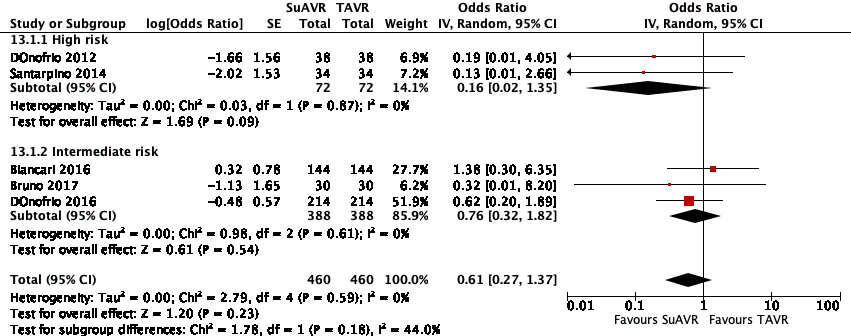 SuAVR TAVR Odds Ratio Odds Ratio
Study or Subgroup log[Odds Ratio] SE Total Total Weight IV, Random, 95% CI IV, Random, 95% CI
13.1.1 High risk
DOnofrio 2012 −1.66 1.56 38 38 6.9% 0.19 [0.01, 4.05]
Santarpino 2014 −2.02 1.53 34 34 7.2% 0.13 [0.01, 2.66]
Subtotal (95% CI) 72 72 14.1% 0.16 [0.02, 1.35]
Heterogeneity: Tau² = 0.00; Chi² = 0.03, df = 1 (P = 0.87); I² = 0%
Test for overall effect: Z = 1.69 (P = 0.09)
13.1.2 Intermediate risk
Biancari 2016 0.32 0.78 144 144 27.7% 1.38 [0.30, 6.35]
Bruno 2017 −1.13 1.65 30 30 6.2% 0.32 [0.01, 8.20]
DOnofrio 2016 −0.48 0.57 214 214 51.9% 0.62 [0.20, 1.89]
Subtotal (95% CI) 388 388 85.9% 0.76 [0.32, 1.82]
Heterogeneity: Tau² = 0.00; Chi² = 0.98, df = 2 (P = 0.61); I² = 0%
Test for overall effect: Z = 0.61 (P = 0.54)
Total (95% CI) 460 460 100.0% 0.61 [0.27, 1.37]
Heterogeneity: Tau² = 0.00; Chi² = 2.79, df = 4 (P = 0.59); I² = 0%
Test for overall effect: Z = 1.20 (P = 0.23)
Test for subgroup differences: Chi² = 1.78, df = 1 (P = 0.18), I² = 44.0%
0.01 0.1 1 10 100
Favours SuAVR Favours TAVR